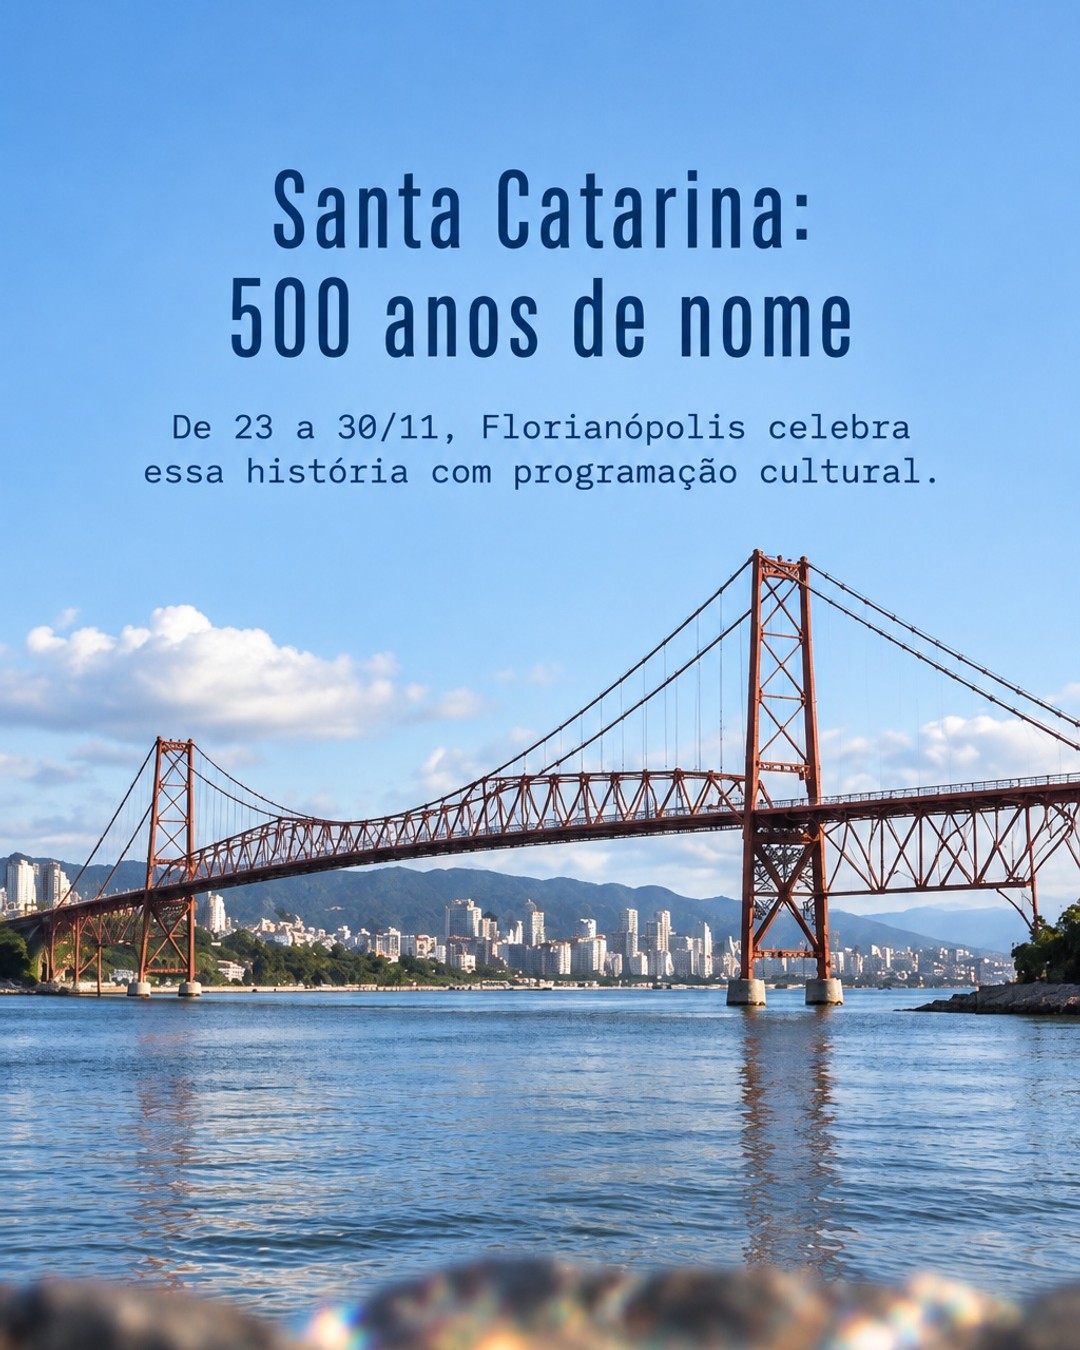 Santa Catarina:
500 anos de nome
De 23 a 30/11, Florianópolis celebra
essa história com programação cultural.